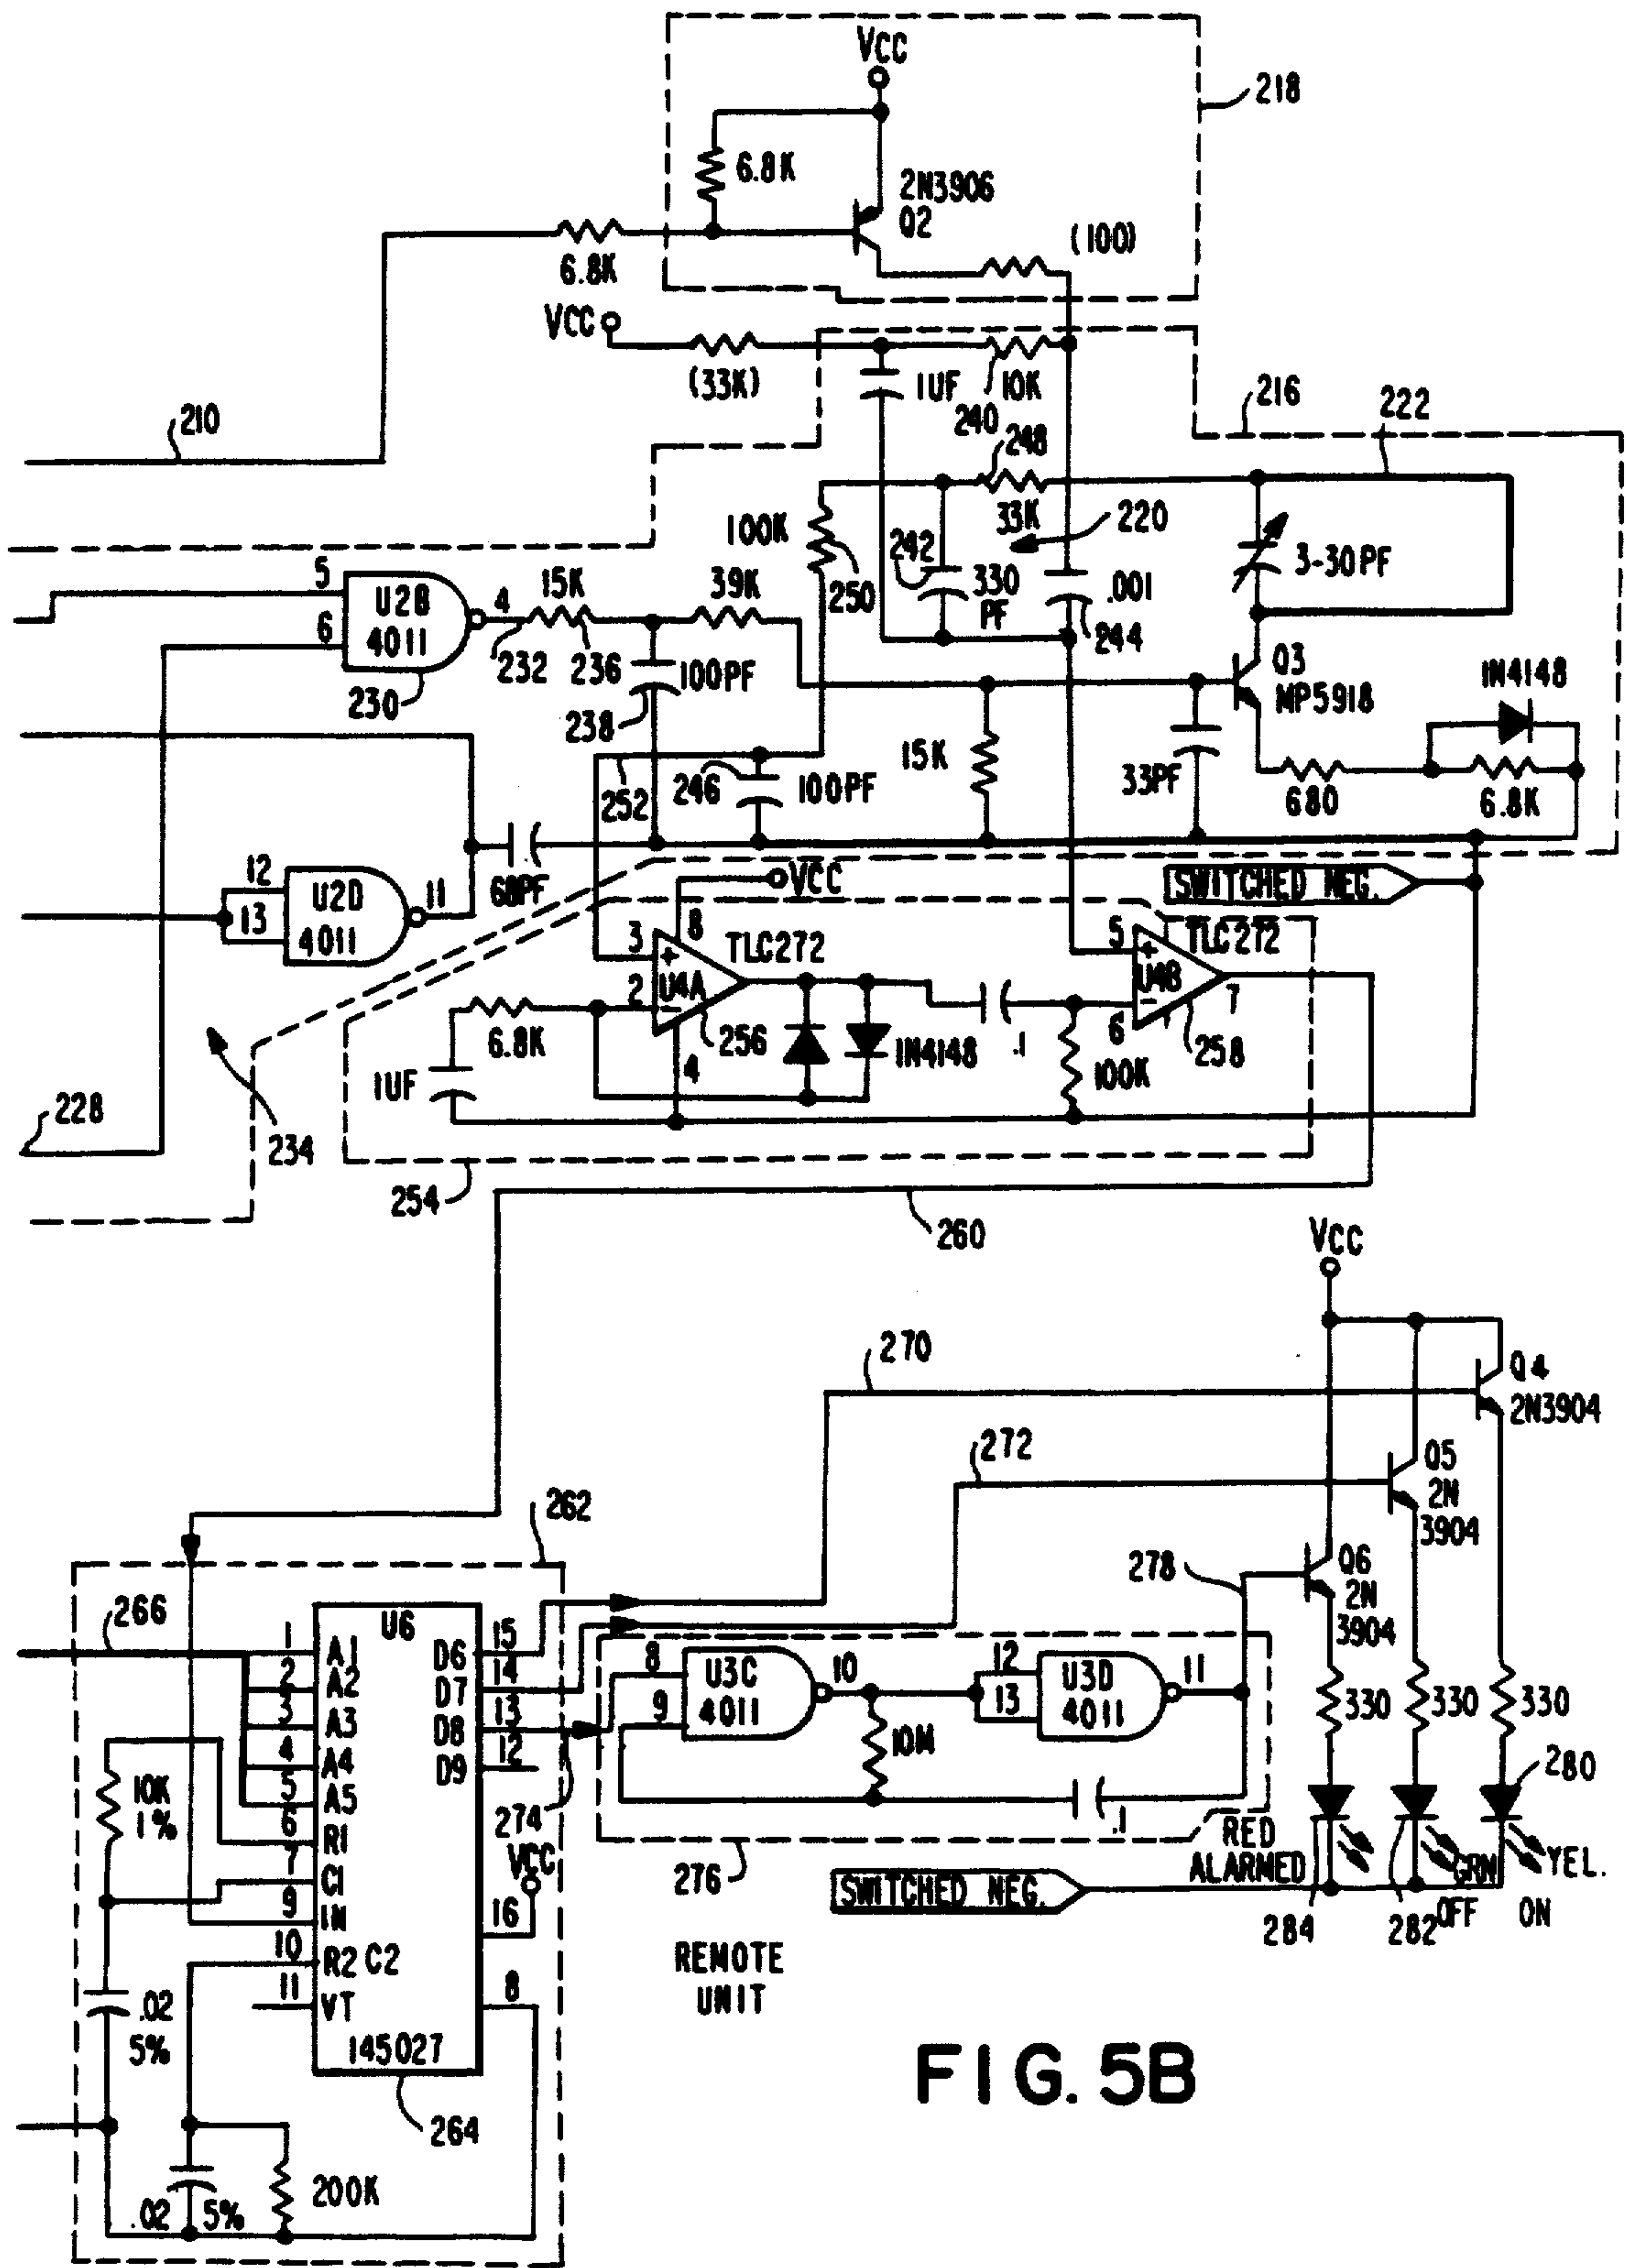 VCC
218
6.8K
2N3906
Q2
(100)
6.8K
VCC
(33K)
1UF
10K
240
216
222
210
248
33K
220
100K
242
330
PF
250
.001
244
3-30PF
5
6
U2B
4011
4
15K
39K
232
236
230
100PF
238
Q3
MP5918
1N4148
15K
33PF
680
6.8K
252
246
100PF
12
13
U2D
4011
11
68PF
VCC
SWITCHED NEG.
3
2
8
TLC272
U4A
4
256
6.8K
1UF
1N4148
.1
100K
5
6
TLC272
U4B
7
258
228
234
254
260
VCC
270
Q4
2N3904
272
Q5
2N
3904
262
278
Q6
2N
3904
266
U6
1 A1
2 A2
3 A3
4 A4
5 A5
6 R1
7 C1
9 IN
10 R2 C2
11 VT
D6 15
D7 14
D8 13
D9 12
16
8
145027
264
10K
1%
.02
5%
.02 5%
200K
274
VCC
8
9
U3C
4011
10
12
13
U3D
4011
11
10M
.1
276
330
330
330
280
RED
ALARMED
GRN
OFF
YEL.
ON
284
282
SWITCHED NEG.
REMOTE
UNIT
FIG. 5B